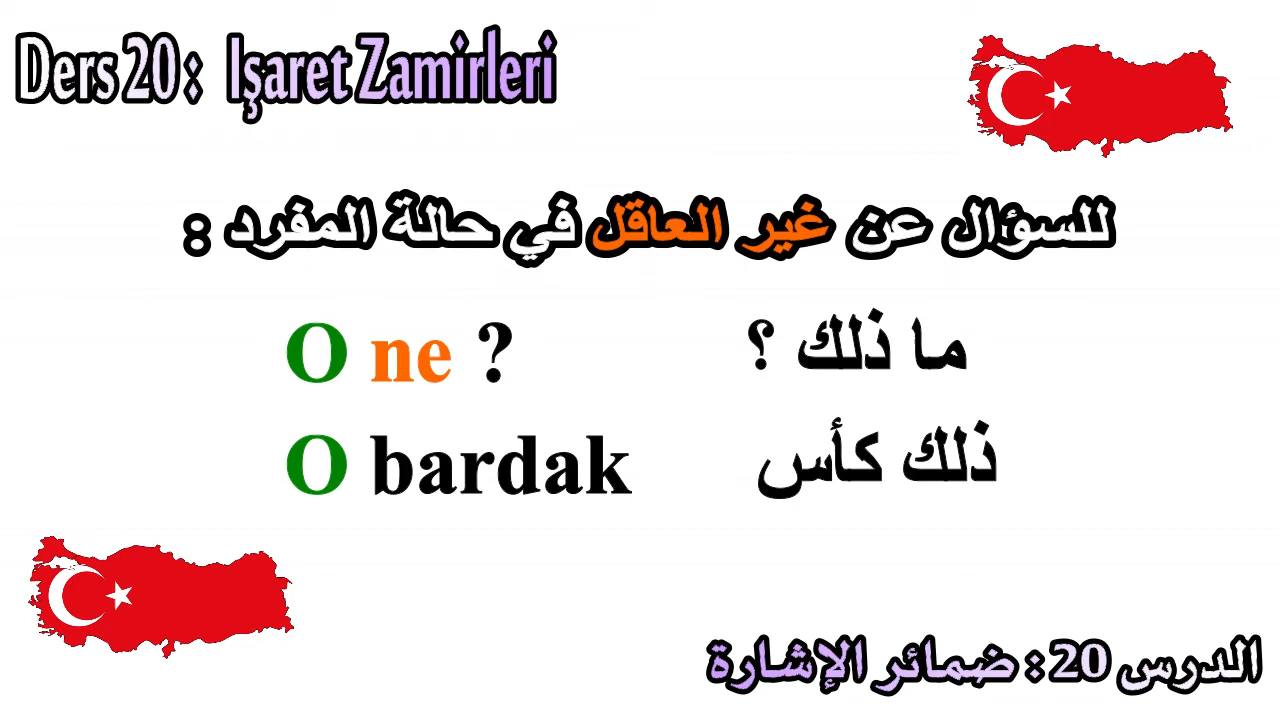 Ders 20 : Işaret Zamirleri
للسؤال عن غير العاقل في حالة المفرد :
O ne ?
ما ذلك ؟
O bardak
ذلك كأس
الدرس 20 : ضمائر الإشارة